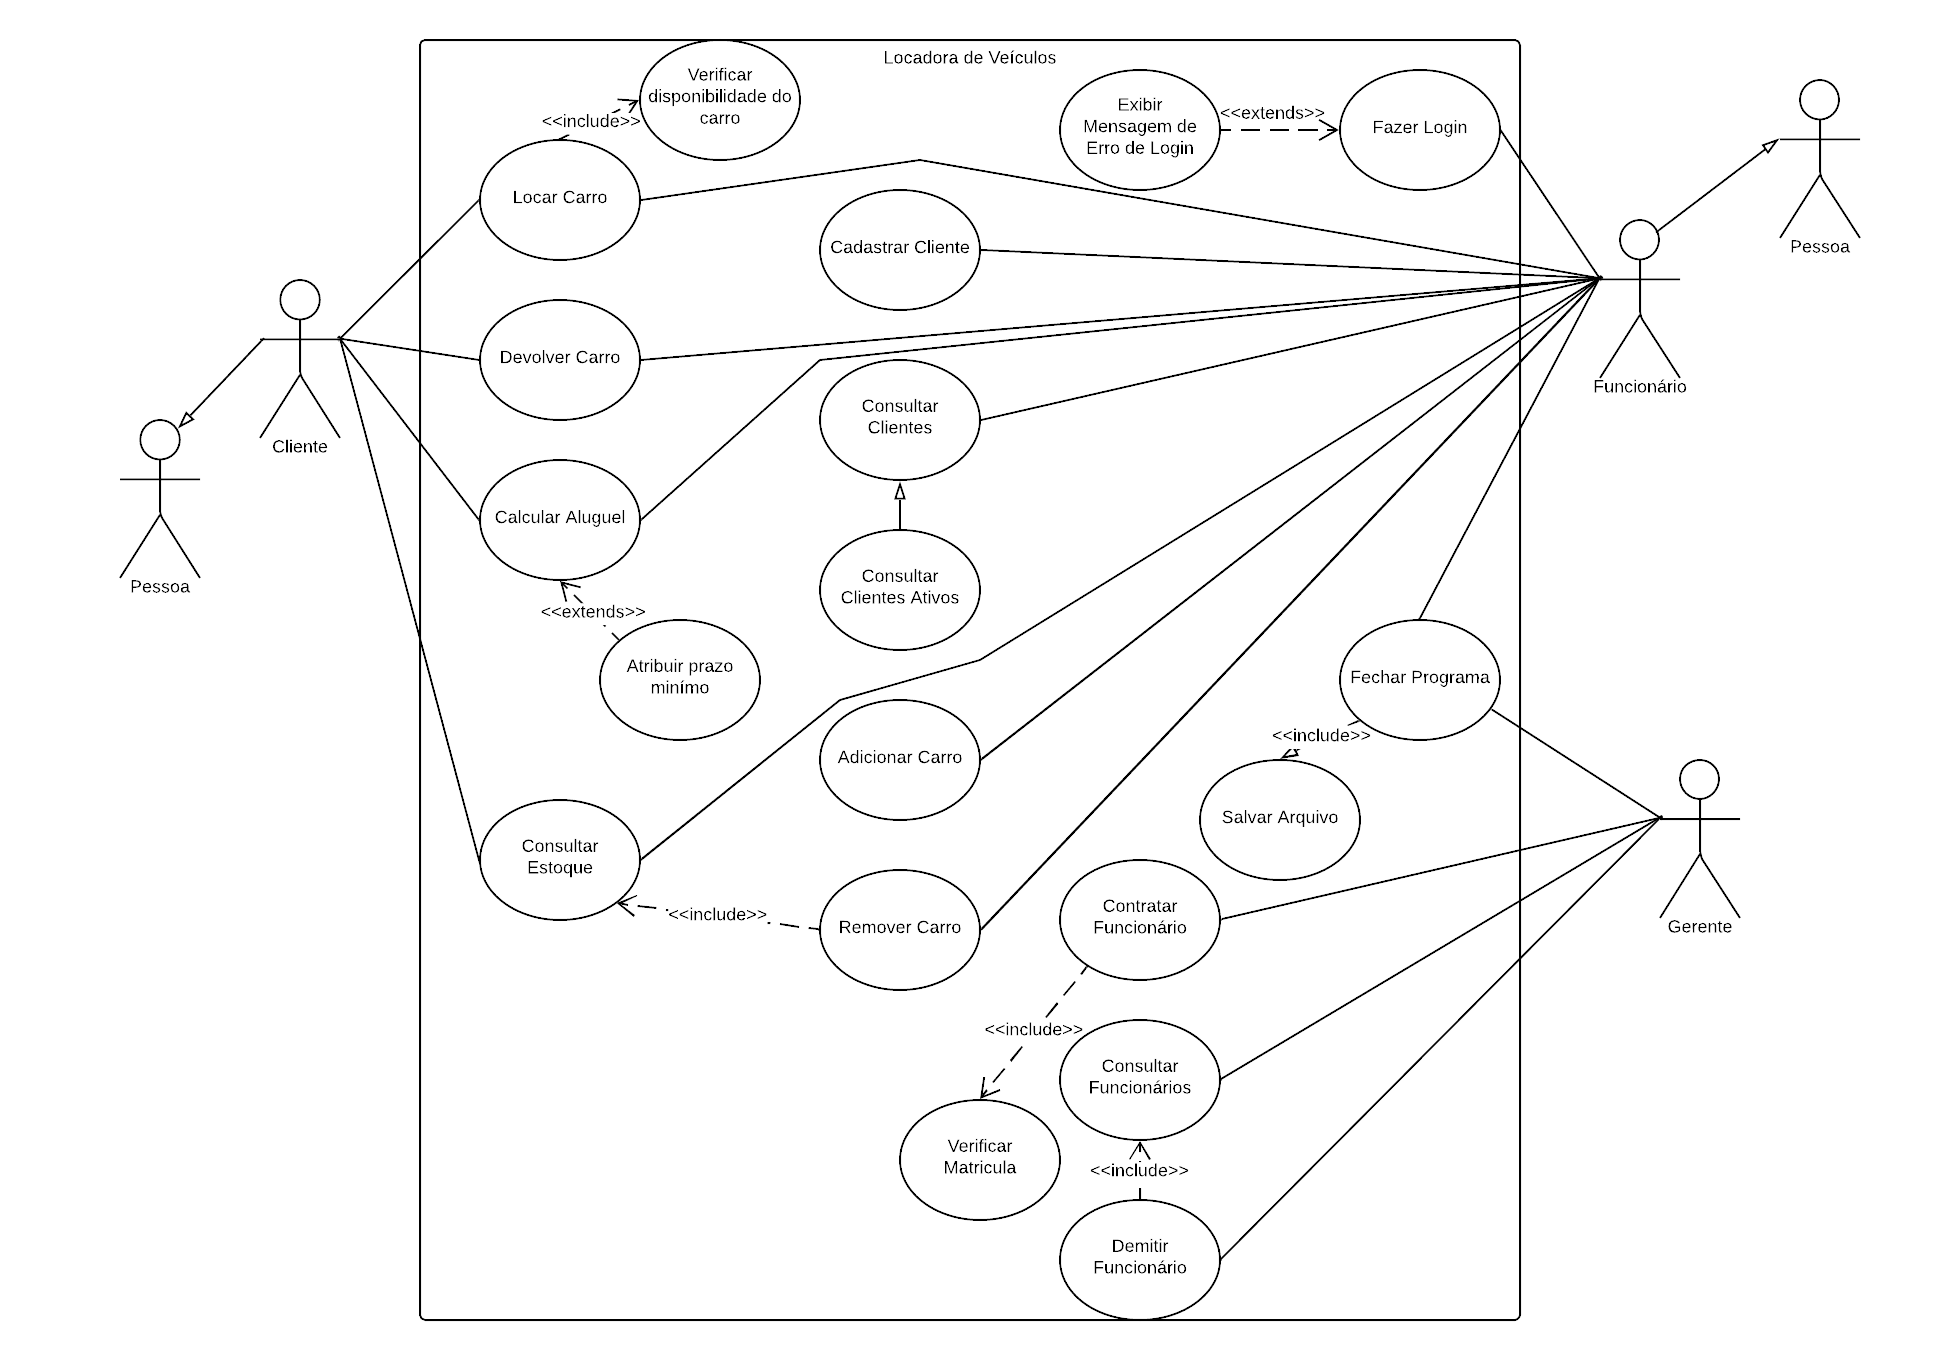 Locadora de Veículos
Verificar
disponibilidade do
carro
<<include>>
Locar Carro
Exibir
Mensagem de
Erro de Login
<<extends>>
Fazer Login
Pessoa
Cadastrar Cliente
Funcionário
Devolver Carro
Cliente
Pessoa
Consultar
Clientes
Calcular Aluguel
<<extends>>
Atribuir prazo
minímo
Consultar
Clientes Ativos
Fechar Programa
<<include>>
Salvar Arquivo
Adicionar Carro
Gerente
Consultar
Estoque
<<include>>
Remover Carro
Contratar
Funcionário
<<include>>
Verificar
Matricula
Consultar
Funcionários
<<include>>
Demitir
Funcionário